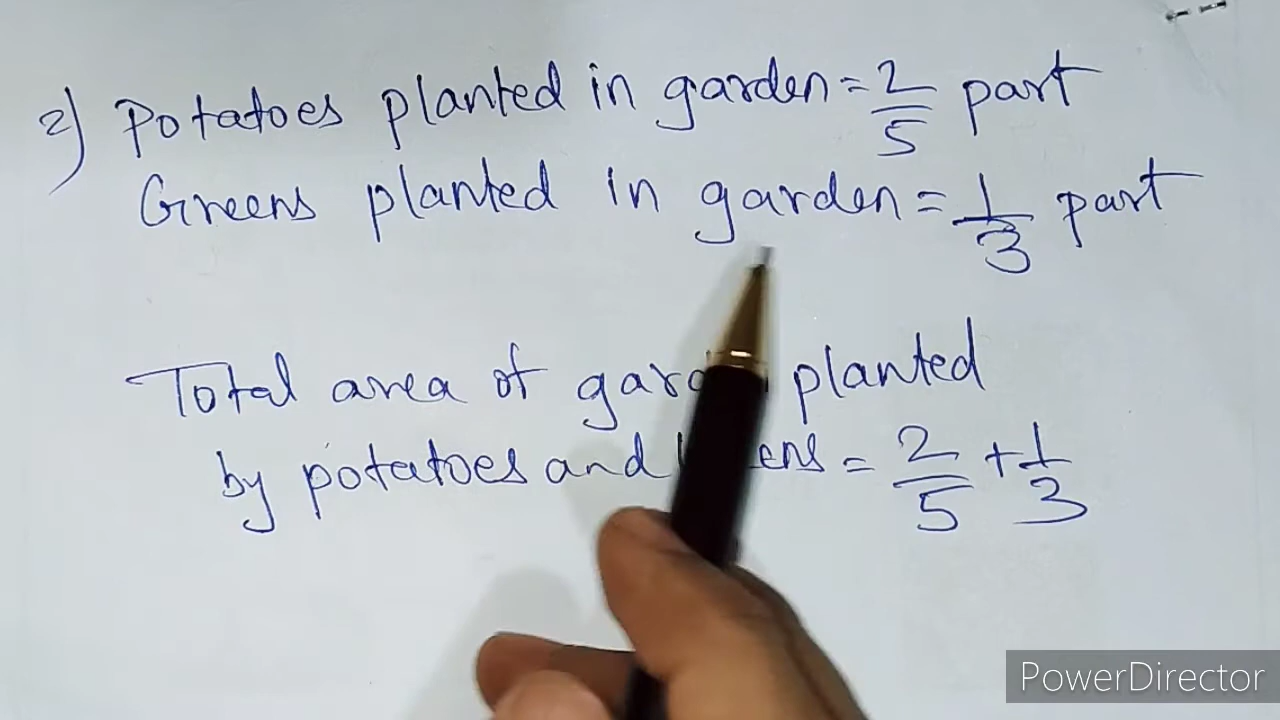 2) Potatoes planted in garden = 2/5 part
Greens planted in garden = 1/3 part
Total area of planted
by potatoes and = 2/5 + 1/3
PowerDirector